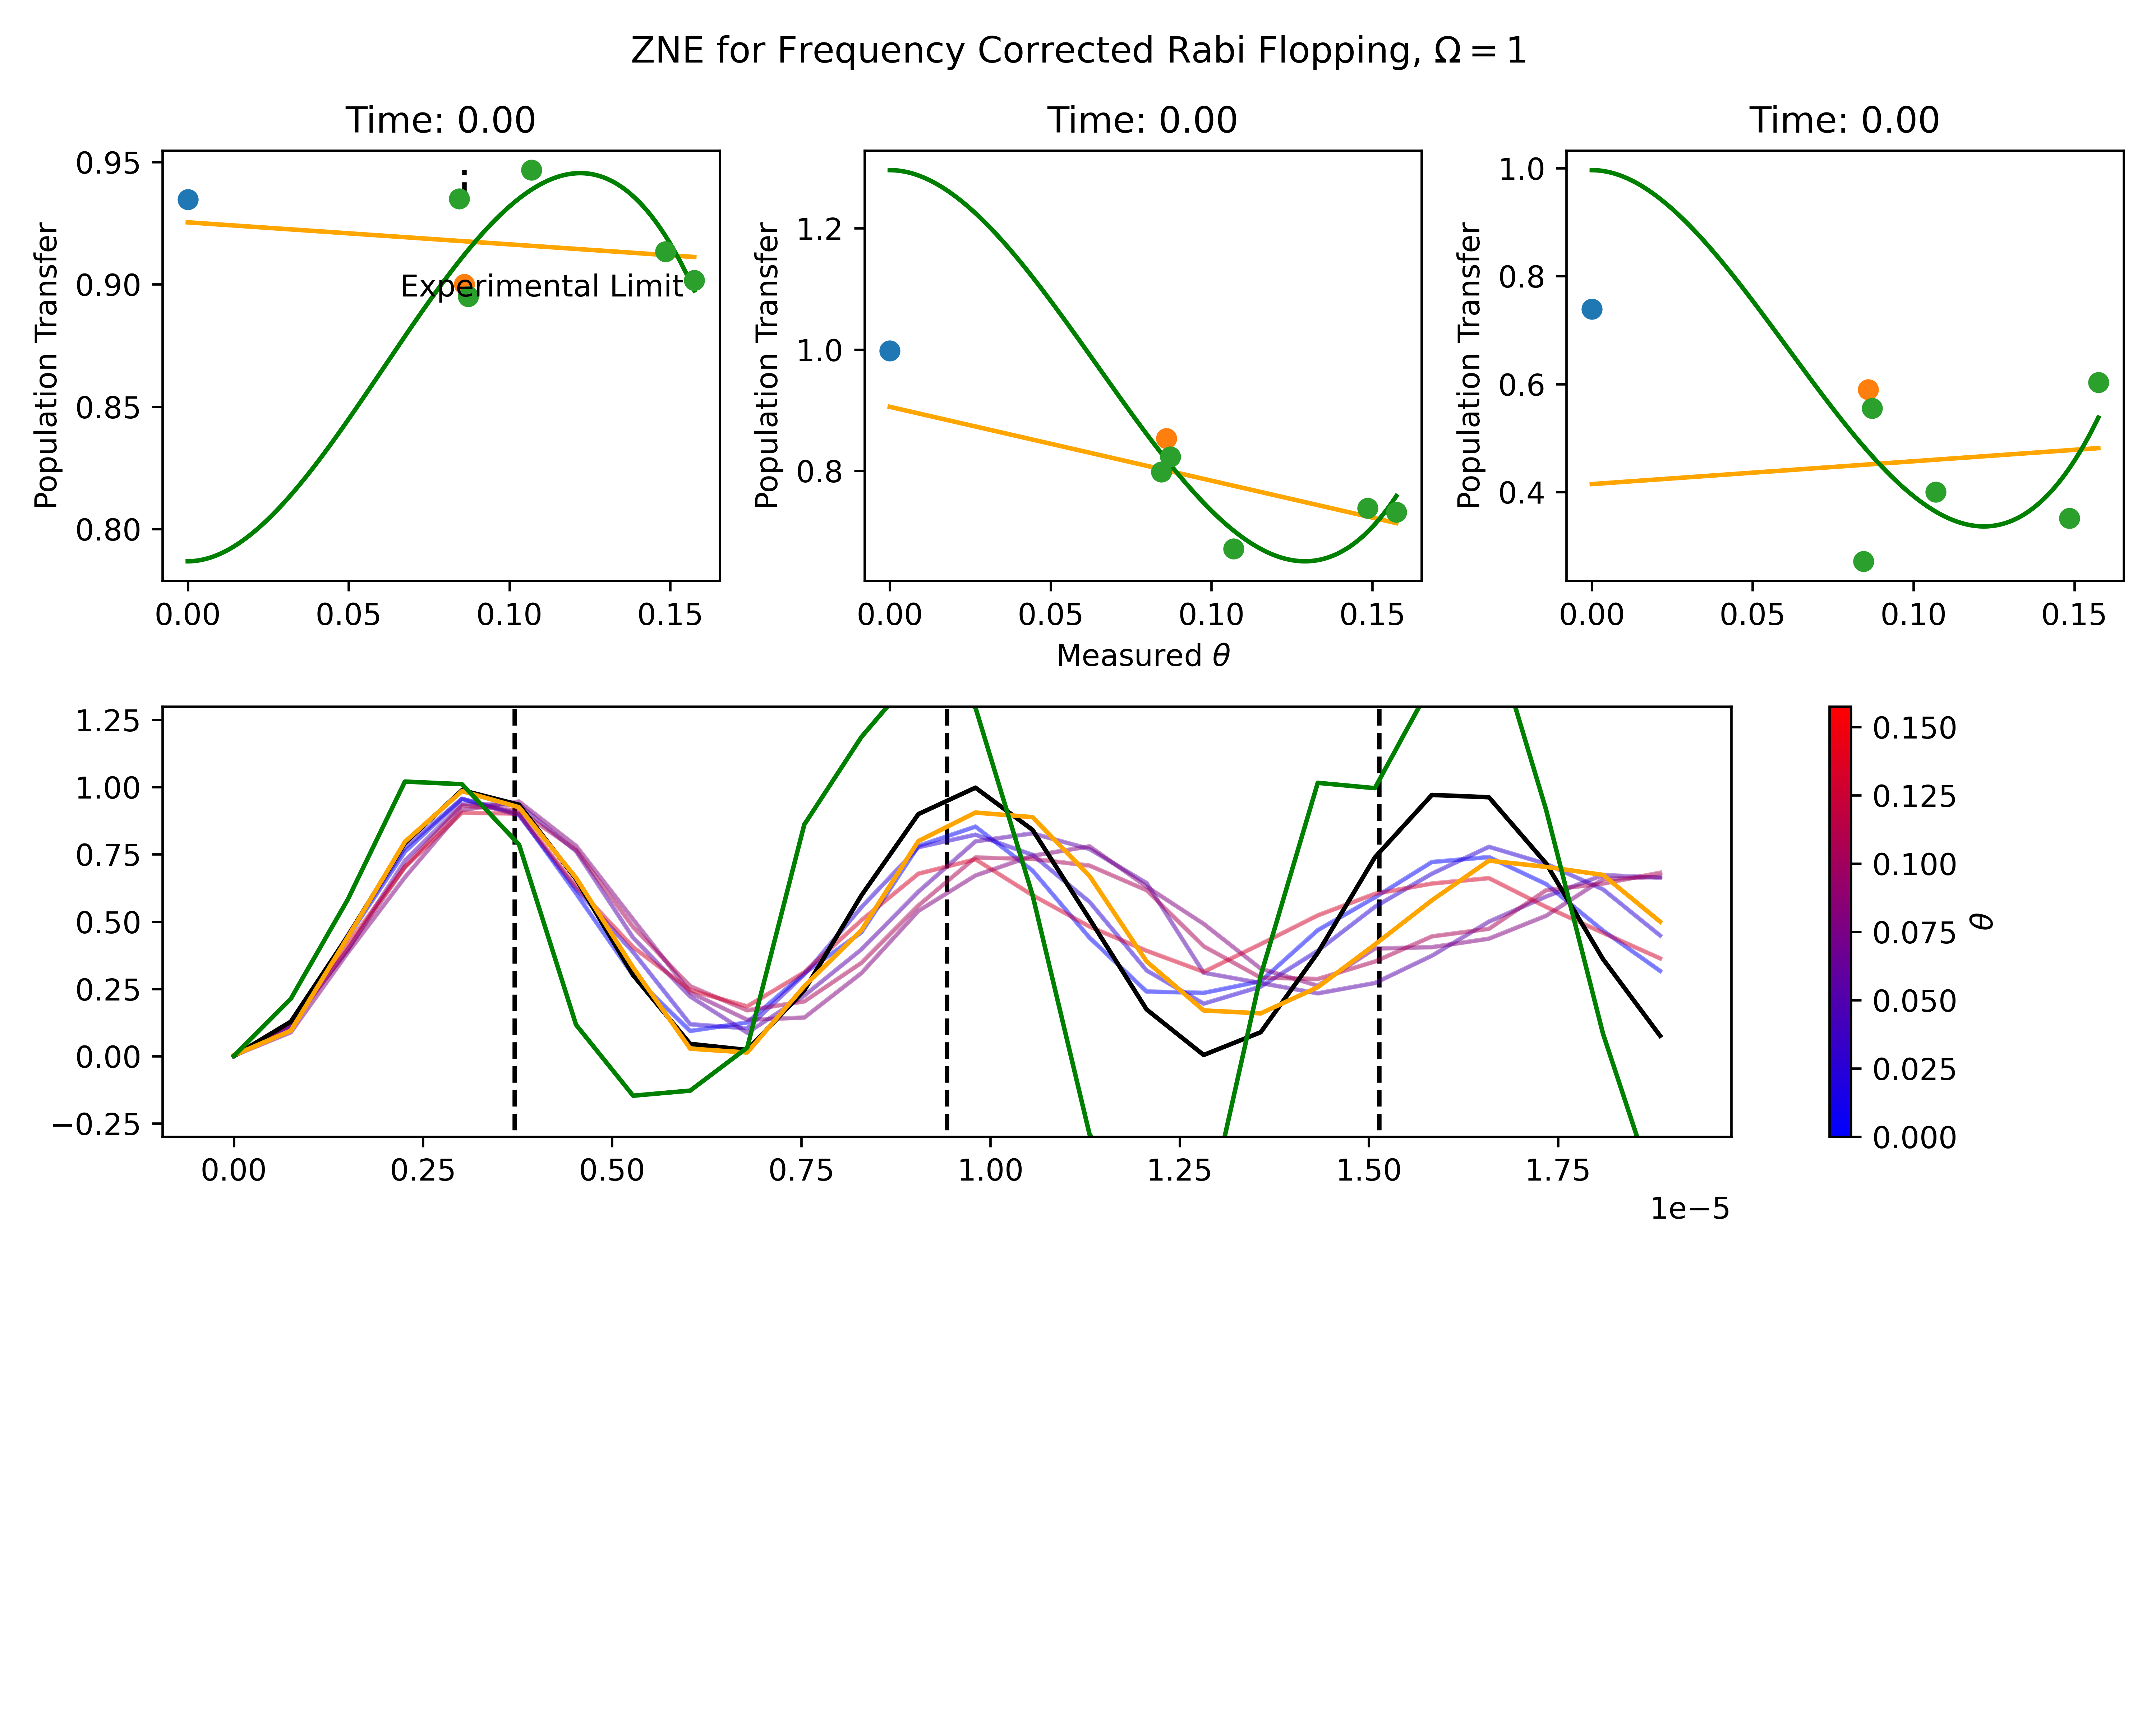 ZNE for Frequency Corrected Rabi Flopping, Ω = 1
Time: 0.00
Time: 0.00
Time: 0.00
Population Transfer
0.95
0.90
0.85
0.80
Experimental Limit
0.00 0.05 0.10 0.15
Population Transfer
1.2
1.0
0.8
0.00 0.05 0.10 0.15
Measured θ
Population Transfer
1.0
0.8
0.6
0.4
0.00 0.05 0.10 0.15
1.25
1.00
0.75
0.50
0.25
0.00
−0.25
0.00 0.25 0.50 0.75 1.00 1.25 1.50 1.75
1e−5
0.150
0.125
0.100
0.075
0.050
0.025
0.000
θ